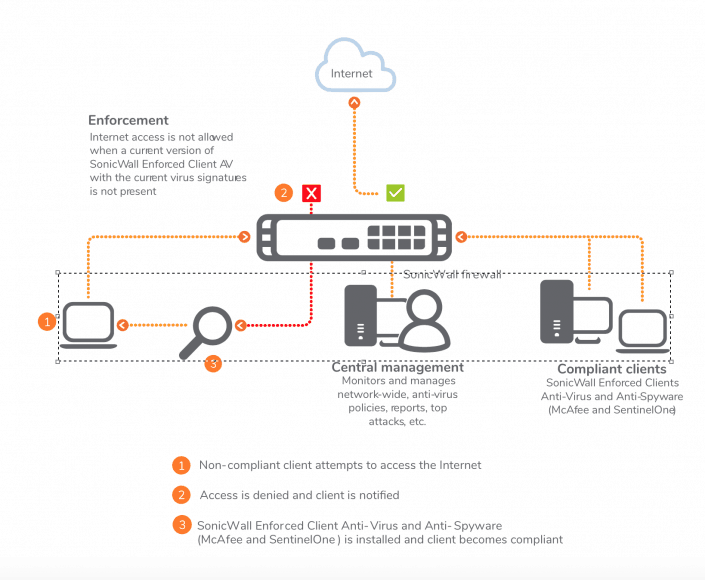 Internet
Enforcement
Internet access is not allowed
when a current version of
SonicWall Enforced Client AV
with the current virus signatures
is not present
2
X
SonicWall firewall
1
3
Central management
Monitors and manages
network-wide, anti-virus
policies, reports, top
attacks, etc.
Compliant clients
SonicWall Enforced Clients
Anti-Virus and Anti-Spyware
(McAfee and SentinelOne)
1 Non-compliant client attempts to access the Internet
2 Access is denied and client is notified
3 SonicWall Enforced Client Anti-Virus and Anti-Spyware
(McAfee and SentinelOne) is installed and client becomes compliant